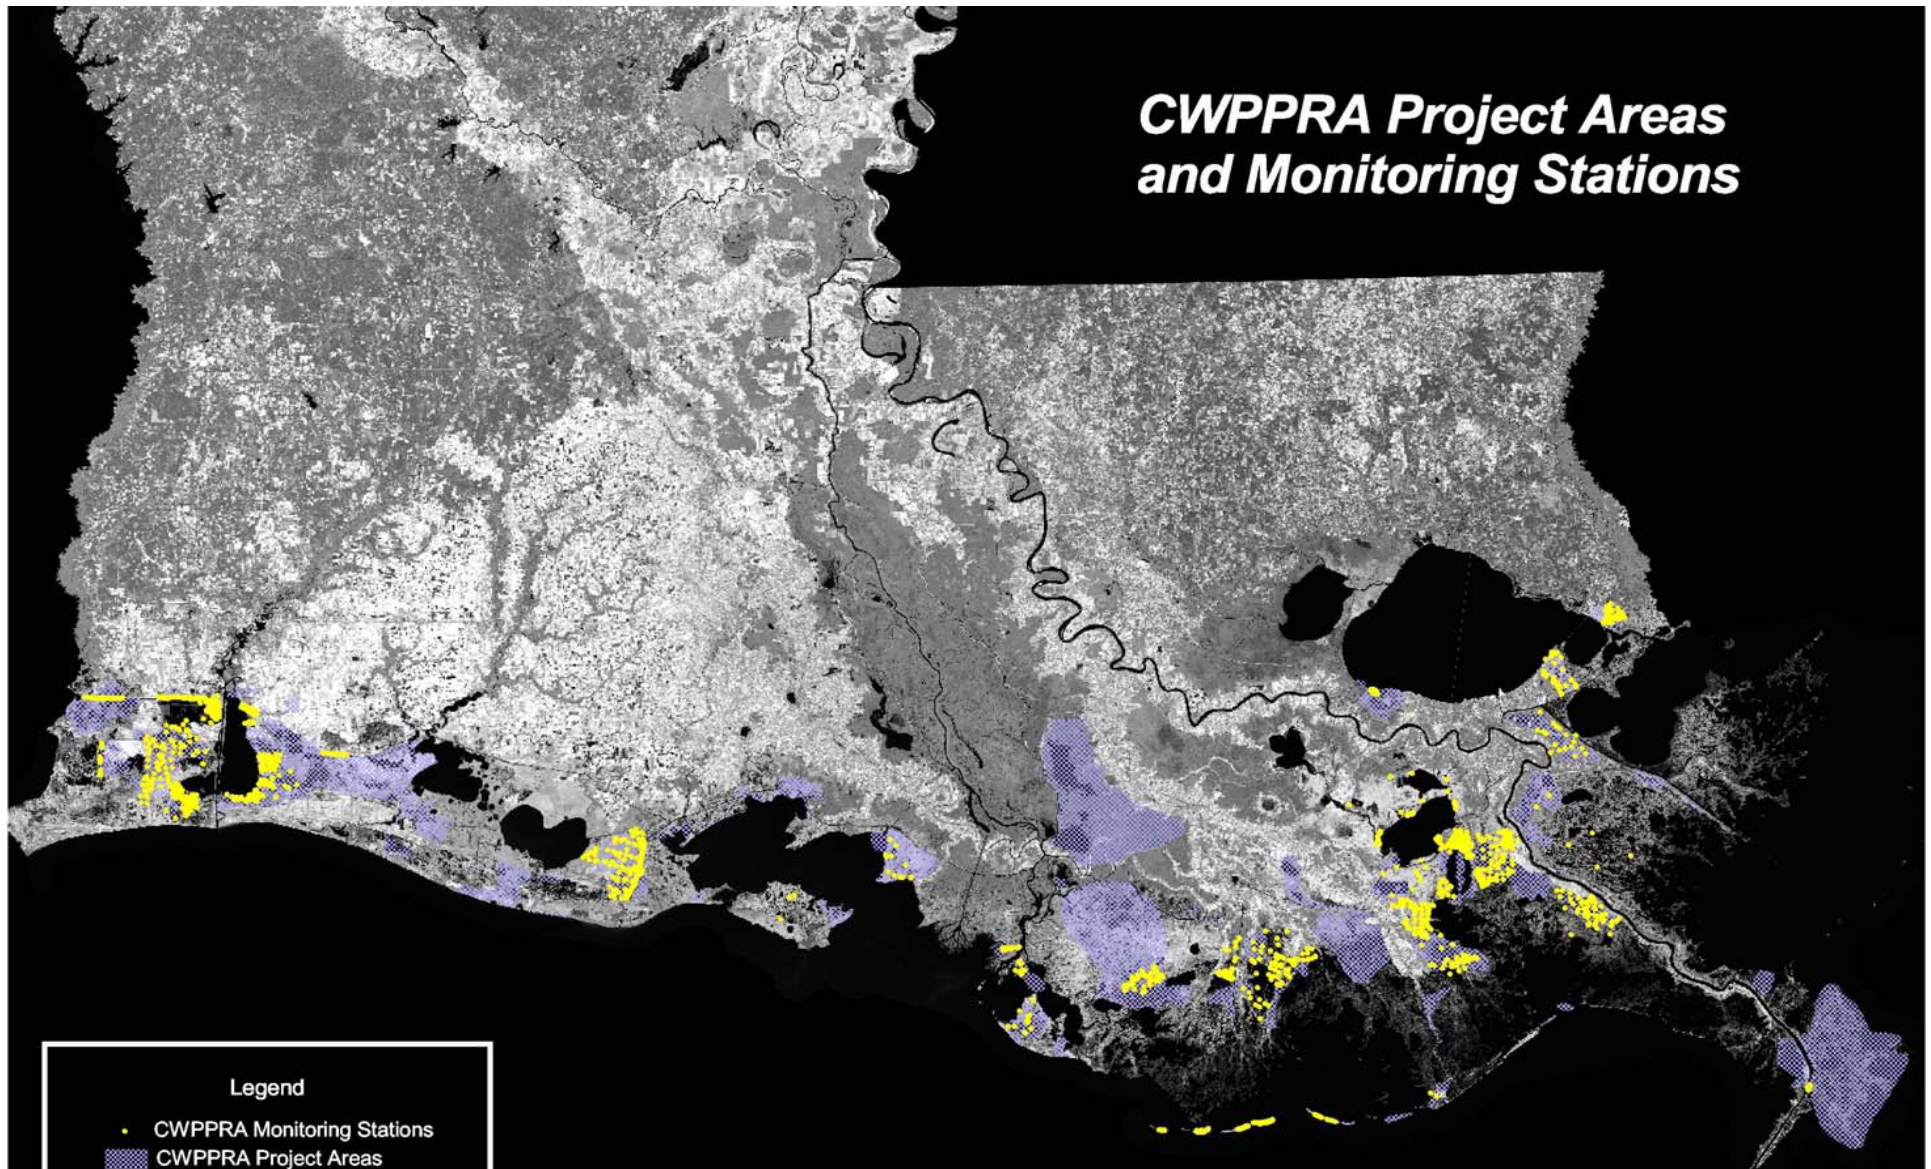 CWPPRA Project Areas
and Monitoring Stations
Legend
CWPPRA Monitoring Stations
CWPPRA Project Areas